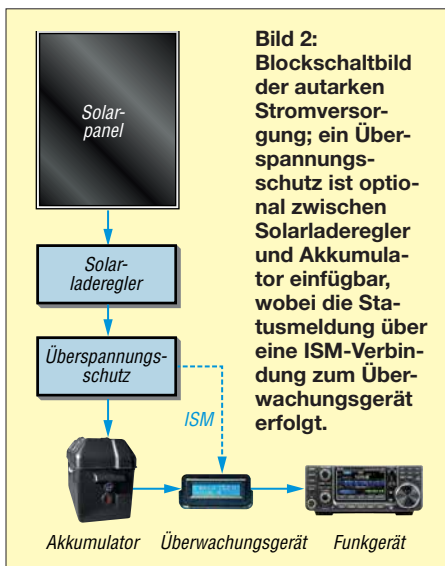 Solar-
panel
Solar-
laderegler
Überspannungs-
schutz
ISM
Akkumulator
Überwachungsgerät
Funkgerät
Bild 2:
Blockschaltbild
der autarken
Stromversor-
gung; ein Über-
spannungs-
schutz ist optio-
nal zwischen
Solarladeregler
und Akkumula-
tor einfügbar,
wobei die Sta-
tusmeldung über
eine ISM-Verbin-
dung zum Über-
wachungsgerät
erfolgt.